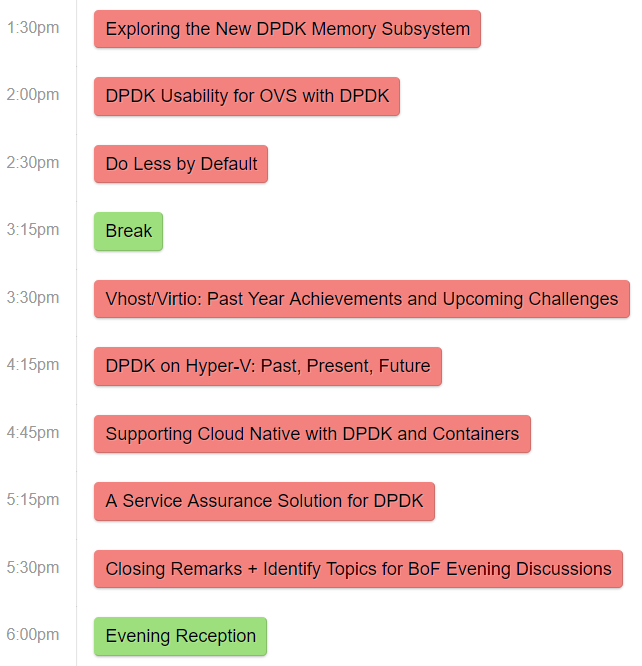 1:30pm Exploring the New DPDK Memory Subsystem
2:00pm DPDK Usability for OVS with DPDK
2:30pm Do Less by Default
3:15pm Break
3:30pm Vhost/Virtio: Past Year Achievements and Upcoming Challenges
4:15pm DPDK on Hyper-V: Past, Present, Future
4:45pm Supporting Cloud Native with DPDK and Containers
5:15pm A Service Assurance Solution for DPDK
5:30pm Closing Remarks + Identify Topics for BoF Evening Discussions
6:00pm Evening Reception